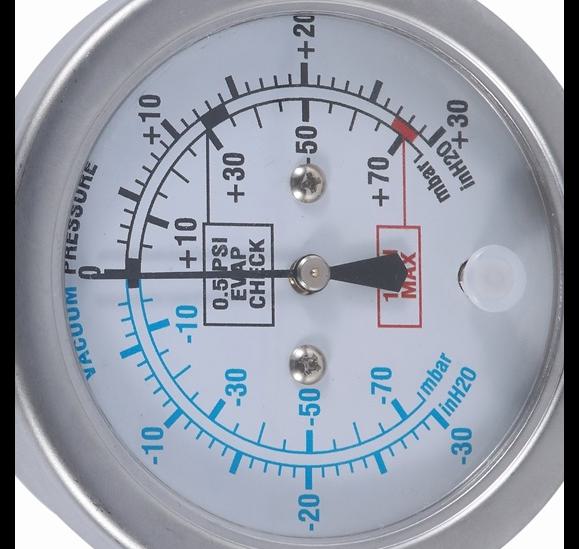 VACUUM PRESSURE
0
+10
+20
+30
inH2O
mbar
+10
+30
+50
+70
0.5 PSI
EVAP
CHECK
MAX
-10
-30
-50
-70
mbar
inH20
-10
-20
-30